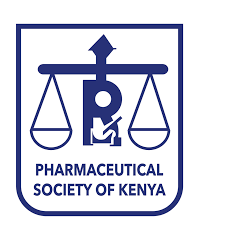 R
PHARMACEUTICAL
SOCIETY OF KENYA